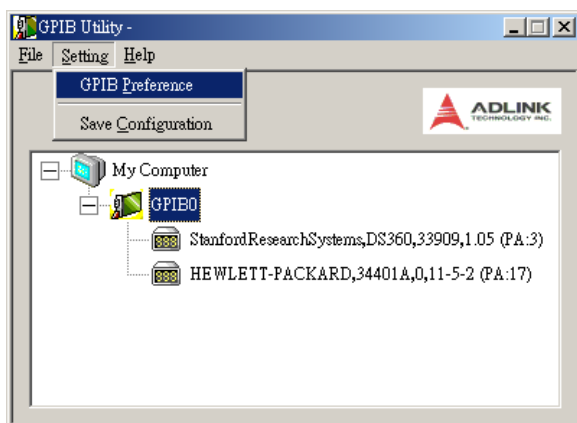 GPIB Utility -
File Setting Help
GPIB Preference
Save Configuration
ADLINK
TECHNOLOGY INC.
My Computer
GPIB0
StanfordResearchSystems,DS360,33909,1.05 (PA:3)
HEWLETT-PACKARD,34401A,0,11-5-2 (PA:17)